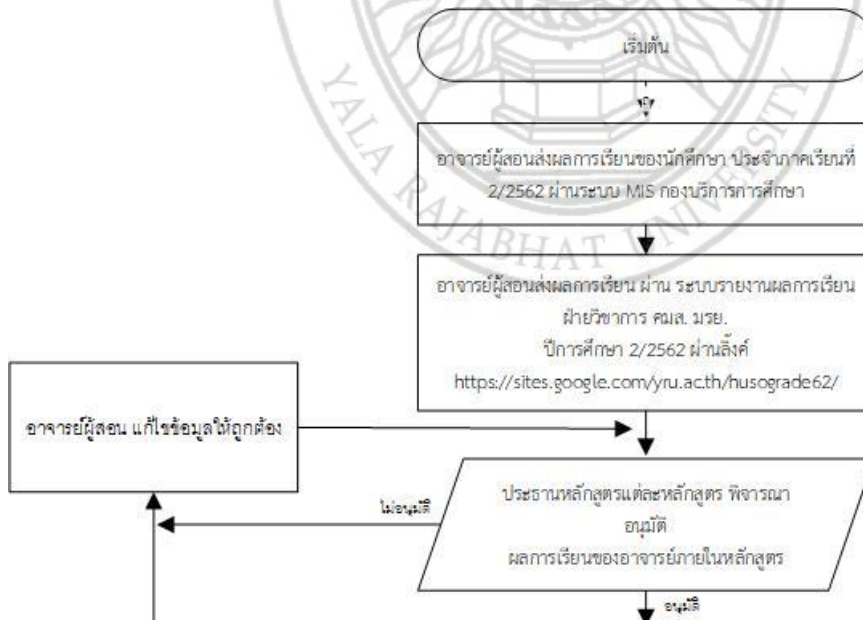 เริ่มต้น
YALA RAJABHAT UNIVERSITY
อาจารย์ผู้สอนส่งผลการเรียนของนักศึกษา ประจำภาคเรียนที่
2/2562 ผ่านระบบ MIS กองบริการการศึกษา
อาจารย์ผู้สอนส่งผลการเรียน ผ่าน ระบบรายงานผลการเรียน
ฝ่ายวิชาการ คมส. มรย.
ปีการศึกษา 2/2562 ผ่านลิ้งค์
https://sites.google.com/yru.ac.th/husograde62/
อาจารย์ผู้สอน แก้ไขข้อมูลให้ถูกต้อง
ไม่อนุมัติ
ประธานหลักสูตรแต่ละหลักสูตร พิจารณา
อนุมัติ
ผลการเรียนของอาจารย์ภายในหลักสูตร
อนุมัติ